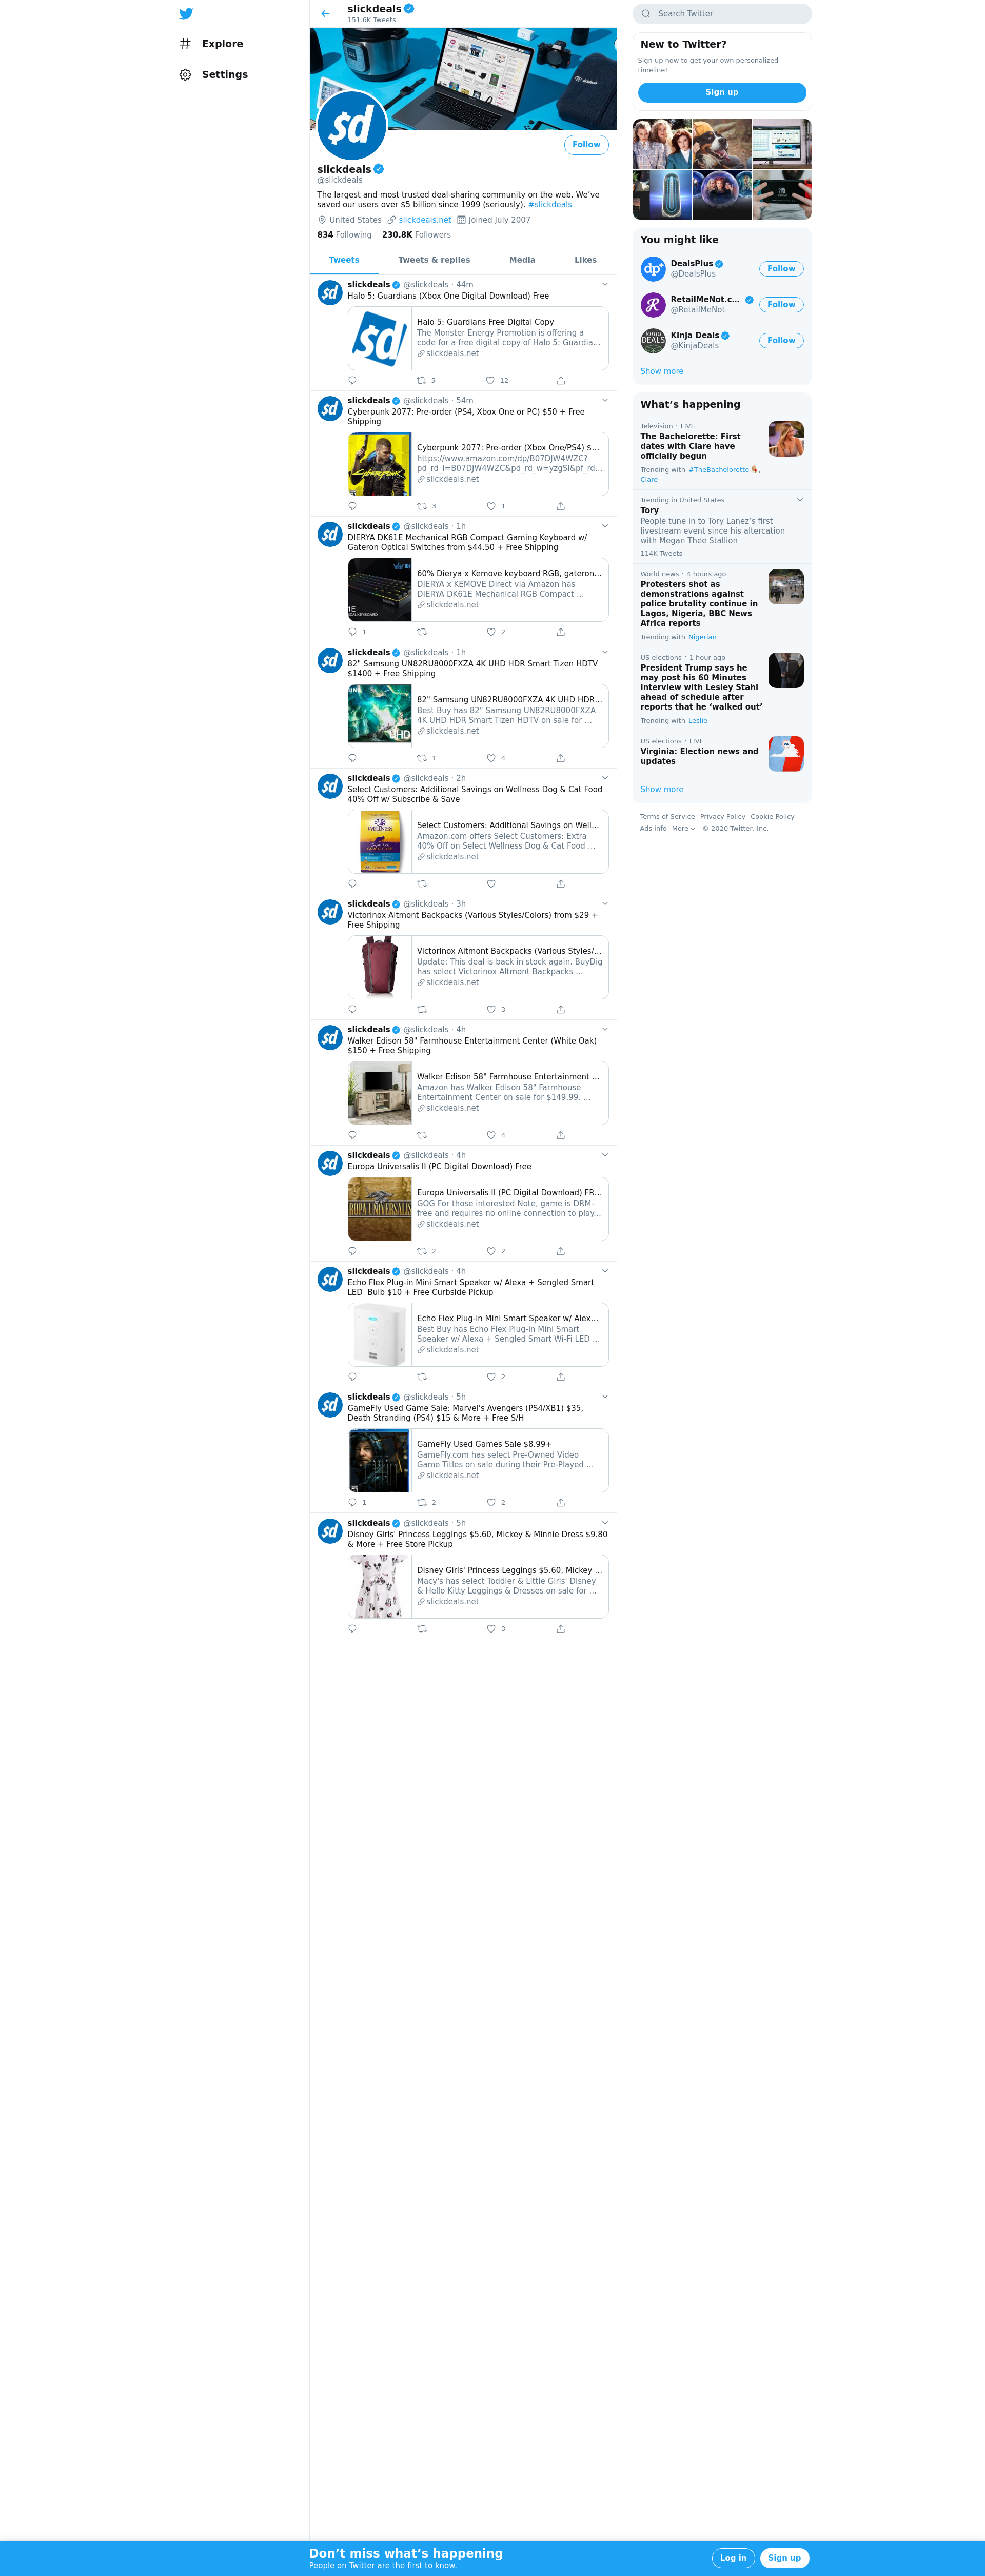 Explore
Settings
slickdeals
151.6K Tweets
$d
Follow
slickdeals
@slickdeals
The largest and most trusted deal-sharing community on the web. We've
saved our users over $5 billion since 1999 (seriously). #slickdeals
United States slickdeals.net Joined July 2007
834 Following 230.8K Followers
Tweets Tweets & replies Media Likes
slickdeals @slickdeals · 44m
Halo 5: Guardians (Xbox One Digital Download) Free
Halo 5: Guardians Free Digital Copy
The Monster Energy Promotion is offering a
code for a free digital copy of Halo 5: Guardia...
slickdeals.net
5 12
slickdeals @slickdeals · 54m
Cyberpunk 2077: Pre-order (PS4, Xbox One or PC) $50 + Free
Shipping
Cyberpunk 2077: Pre-order (Xbox One/PS4) $...
https://www.amazon.com/dp/B07DJW4WZC?
pd_rd_i=B07DJW4WZC&pd_rd_w=yzgSl&pf_rd...
slickdeals.net
3 1
slickdeals @slickdeals · 1h
DIERYA DK61E Mechanical RGB Compact Gaming Keyboard w/
Gateron Optical Switches from $44.50 + Free Shipping
60% Dierya x Kemove keyboard RGB, gateron...
DIERYA x KEMOVE Direct via Amazon has
DIERYA DK61E Mechanical RGB Compact ...
slickdeals.net
1 2
slickdeals @slickdeals · 1h
82" Samsung UN82RU8000FXZA 4K UHD HDR Smart Tizen HDTV
$1400 + Free Shipping
82" Samsung UN82RU8000FXZA 4K UHD HDR...
Best Buy has 82" Samsung UN82RU8000FXZA
4K UHD HDR Smart Tizen HDTV on sale for ...
slickdeals.net
1 4
slickdeals @slickdeals · 2h
Select Customers: Additional Savings on Wellness Dog & Cat Food
40% Off w/ Subscribe & Save
Select Customers: Additional Savings on Well...
Amazon.com offers Select Customers: Extra
40% Off on Select Wellness Dog & Cat Food ...
slickdeals.net
slickdeals @slickdeals · 3h
Victorinox Altmont Backpacks (Various Styles/Colors) from $29 +
Free Shipping
Victorinox Altmont Backpacks (Various Styles/...
Update: This deal is back in stock again. BuyDig
has select Victorinox Altmont Backpacks ...
slickdeals.net
3
slickdeals @slickdeals · 4h
Walker Edison 58" Farmhouse Entertainment Center (White Oak)
$150 + Free Shipping
Walker Edison 58" Farmhouse Entertainment ...
Amazon has Walker Edison 58" Farmhouse
Entertainment Center on sale for $149.99. ...
slickdeals.net
4
slickdeals @slickdeals · 4h
Europa Universalis II (PC Digital Download) Free
Europa Universalis II (PC Digital Download) FR...
GOG For those interested Note, game is DRM-
free and requires no online connection to play...
slickdeals.net
2 2
slickdeals @slickdeals · 4h
Echo Flex Plug-in Mini Smart Speaker w/ Alexa + Sengled Smart
LED Bulb $10 + Free Curbside Pickup
Echo Flex Plug-in Mini Smart Speaker w/ Alex...
Best Buy has Echo Flex Plug-in Mini Smart
Speaker w/ Alexa + Sengled Smart Wi-Fi LED ...
slickdeals.net
2
slickdeals @slickdeals · 5h
GameFly Used Game Sale: Marvel's Avengers (PS4/XB1) $35,
Death Stranding (PS4) $15 & More + Free S/H
GameFly Used Games Sale $8.99+
GameFly.com has select Pre-Owned Video
Game Titles on sale during their Pre-Played ...
slickdeals.net
1 2 2
slickdeals @slickdeals · 5h
Disney Girls' Princess Leggings $5.60, Mickey & Minnie Dress $9.80
& More + Free Store Pickup
Disney Girls' Princess Leggings $5.60, Mickey ...
Macy's has select Toddler & Little Girls' Disney
& Hello Kitty Leggings & Dresses on sale for ...
slickdeals.net
3
Search Twitter
New to Twitter?
Sign up now to get your own personalized
timeline!
Sign up
You might like
DealsPlus
@DealsPlus
Follow
RetailMeNot.c...
@RetailMeNot
Follow
Kinja Deals
@KinjaDeals
Follow
Show more
What's happening
Television · LIVE
The Bachelorette: First
dates with Clare have
officially begun
Trending with #TheBachelorette,
Clare
Trending in United States
Tory
People tune in to Tory Lanez's first
livestream event since his altercation
with Megan Thee Stallion
114K Tweets
World news · 4 hours ago
Protesters shot as
demonstrations against
police brutality continue in
Lagos, Nigeria, BBC News
Africa reports
Trending with Nigerian
US elections · 1 hour ago
President Trump says he
may post his 60 Minutes
interview with Lesley Stahl
ahead of schedule after
reports that he 'walked out'
Trending with Leslie
US elections · LIVE
Virginia: Election news and
updates
Show more
Terms of Service Privacy Policy Cookie Policy
Ads info More © 2020 Twitter, Inc.
Don't miss what's happening
People on Twitter are the first to know.
Log in Sign up